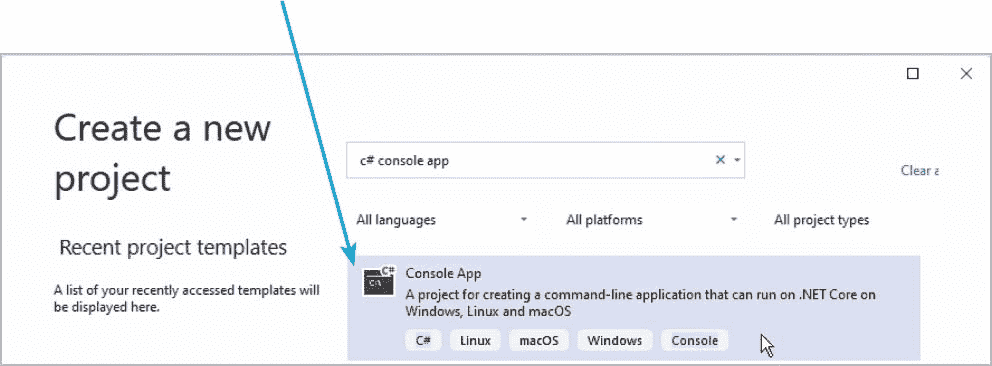 Create a new
project
Recent project templates
A list of your recently accessed templates will
be displayed here.
c# console app
Clear a
All languages
All platforms
All project types
C#
C:\
Console App
A project for creating a command-line application that can run on .NET Core on
Windows, Linux and macOS
C#
Linux
macOS
Windows
Console